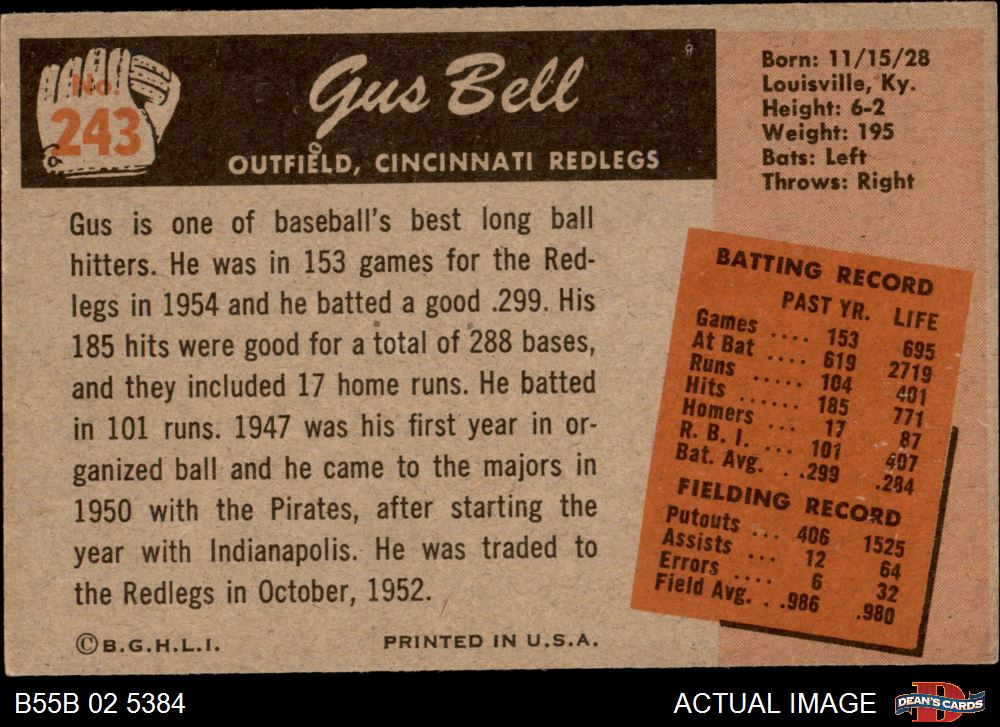 No.
243
Gus Bell
OUTFIELD, CINCINNATI REDLEGS
Born: 11/15/28
Louisville, Ky.
Height: 6-2
Weight: 195
Bats: Left
Throws: Right
Gus is one of baseball's best long ball
hitters. He was in 153 games for the Red-
legs in 1954 and he batted a good .299. His
185 hits were good for a total of 288 bases,
and they included 17 home runs. He batted
in 101 runs. 1947 was his first year in or-
ganized ball and he came to the majors in
1950 with the Pirates, after starting the
year with Indianapolis. He was traded to
the Redlegs in October, 1952.
©B.G.H.L.I. PRINTED IN U.S.A.
BATTING RECORD
PAST YR. LIFE
Games .... 153 695
At Bat .... 619 2719
Runs ..... 104 401
Hits ...... 185 771
Homers ... 17 87
R. B. I. .... 101 407
Bat. Avg. . .299 .284
FIELDING RECORD
Putouts ... 406 1525
Assists ... 12 64
Errors .... 6 32
Field Avg. . .986 .980
B55B 02 5384 ACTUAL IMAGE
DEAN'S CARDS